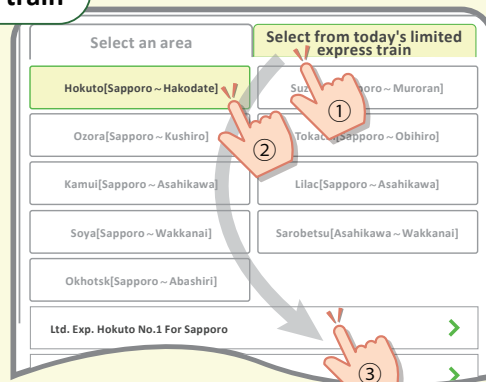 train
Select an area
Select from today's limited
express train
Hokuto[Sapporo～Hakodate]
①
Ozora[Sapporo～Kushiro]
②
Kamui[Sapporo～Asahikawa]
Lilac[Sapporo～Asahikawa]
Soya[Sapporo～Wakkanai]
Sarobetsu[Asahikawa～Wakkanai]
Okhotsk[Sapporo～Abashiri]
Ltd. Exp. Hokuto No.1 For Sapporo
③